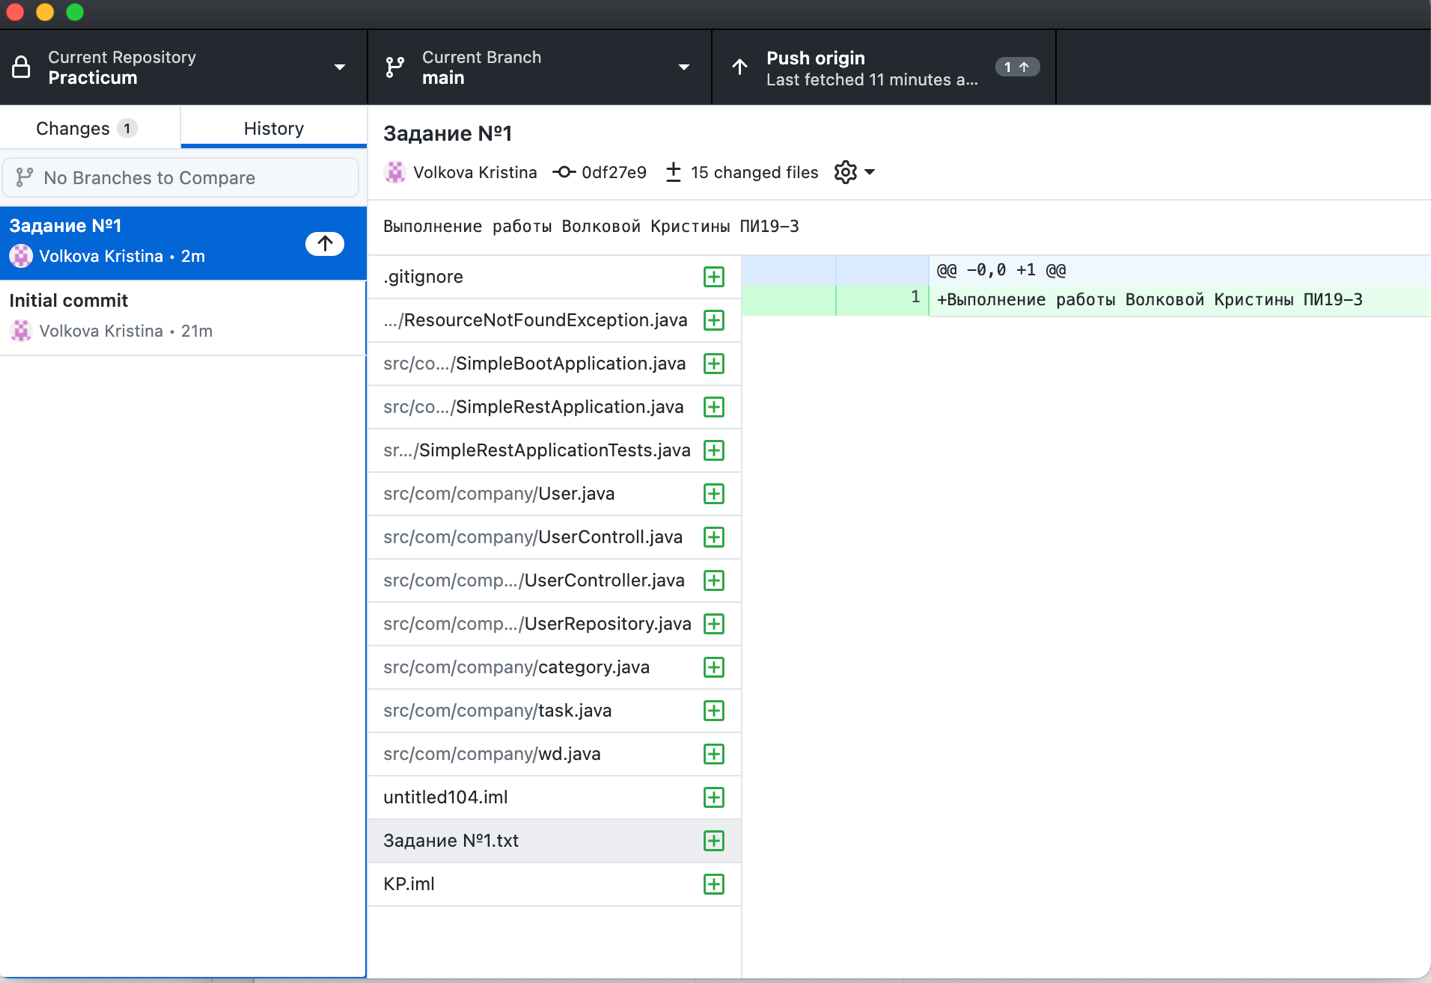 Current Repository
Practicum
Current Branch
main
Push origin
Last fetched 11 minutes a...
1
Changes 1
History
No Branches to Compare
Задание №1
Volkova Kristina • 2m
Initial commit
Volkova Kristina • 21m
Задание №1
Volkova Kristina 0df27e9 15 changed files
Выполнение работы Волковой Кристины ПИ19-3
.gitignore
.../ResourceNotFoundException.java
src/co.../SimpleBootApplication.java
src/co.../SimpleRestApplication.java
sr.../SimpleRestApplicationTests.java
src/com/company/User.java
src/com/company/UserControll.java
src/com/comp.../UserController.java
src/com/comp.../UserRepository.java
src/com/company/category.java
src/com/company/task.java
src/com/company/wd.java
untitled104.iml
Задание №1.txt
KP.iml
@@ -0,0 +1 @@
1 +Выполнение работы Волковой Кристины ПИ19-3